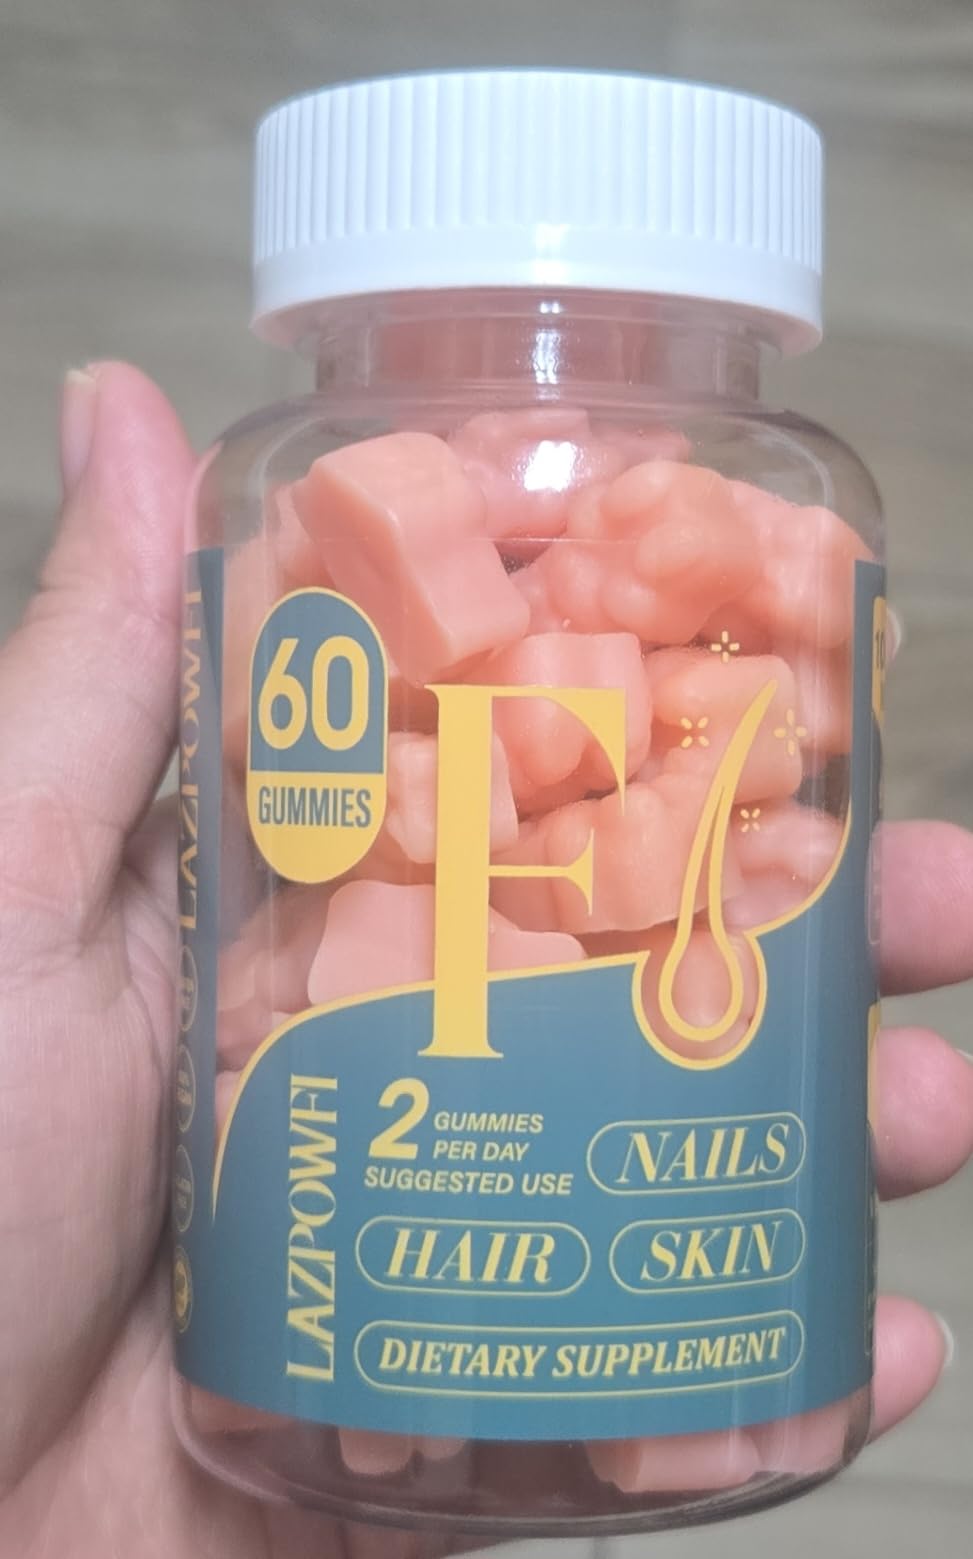 60
GUMMIES
F
LAZPOWFI
2 GUMMIES
PER DAY
SUGGESTED USE
NAILS
HAIR
SKIN
DIETARY SUPPLEMENT
LAZPOWFI